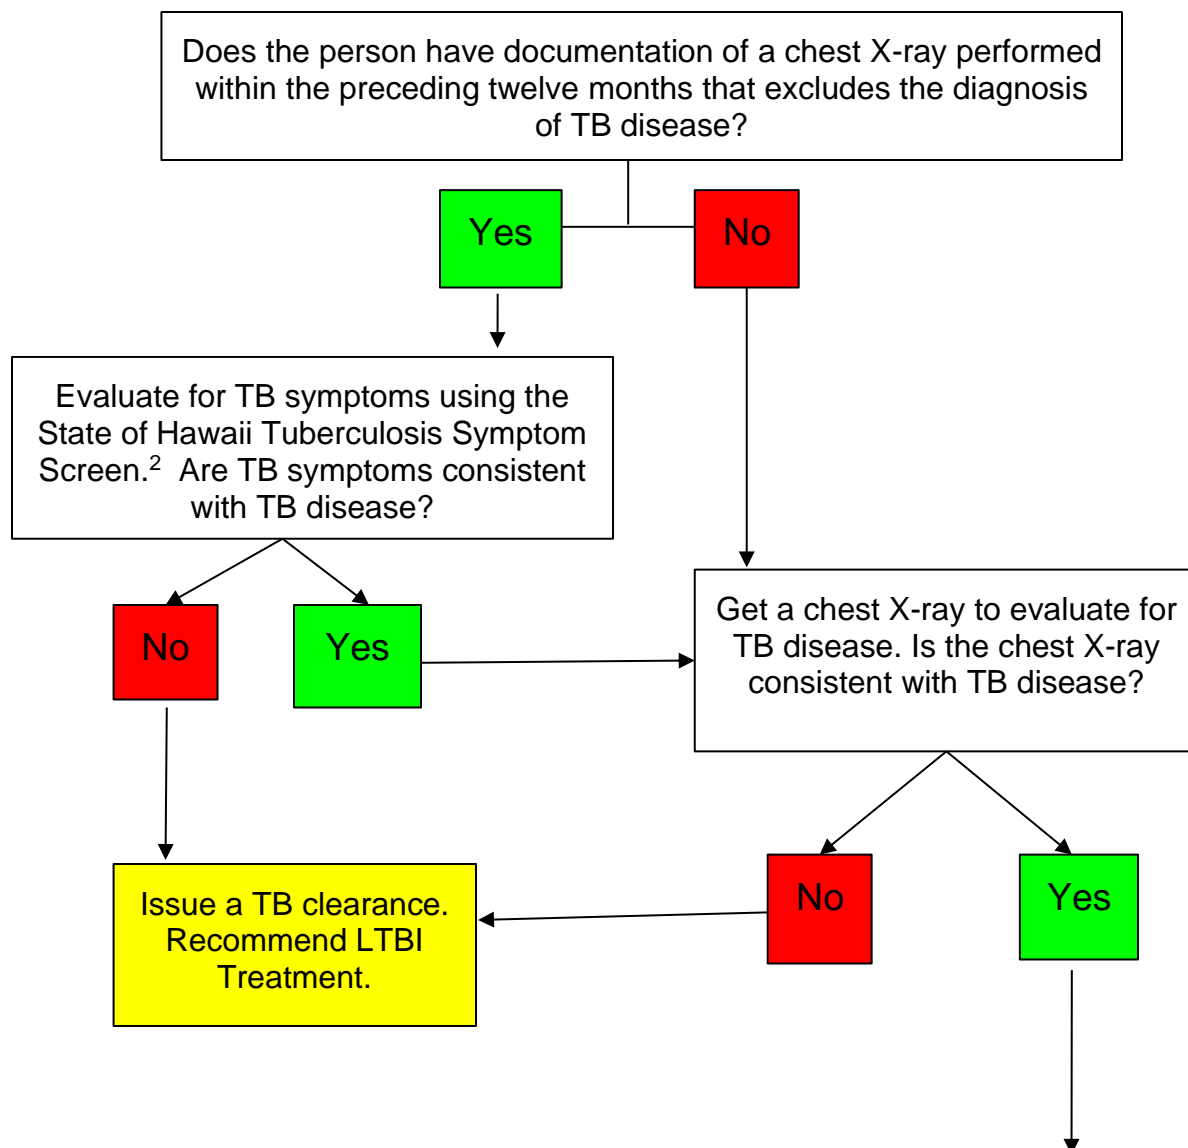 Does the person have documentation of a chest X-ray performed
within the preceding twelve months that excludes the diagnosis
of TB disease?
Yes
No
Evaluate for TB symptoms using the
State of Hawaii Tuberculosis Symptom
Screen.² Are TB symptoms consistent
with TB disease?
No
Yes
Get a chest X-ray to evaluate for
TB disease. Is the chest X-ray
consistent with TB disease?
No
Yes
Issue a TB clearance.
Recommend LTBI
Treatment.